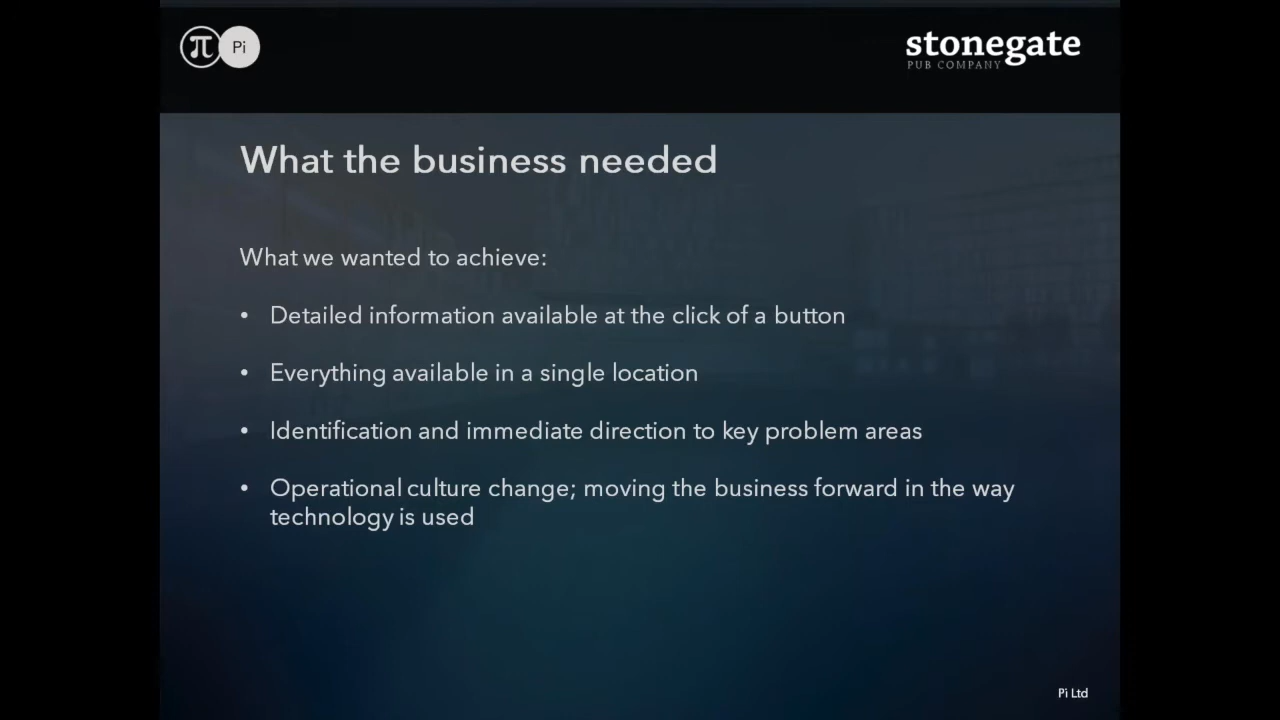 π Pi
stonegate
PUB COMPANY
What the business needed
What we wanted to achieve:
• Detailed information available at the click of a button
• Everything available in a single location
• Identification and immediate direction to key problem areas
• Operational culture change; moving the business forward in the way
technology is used
Pi Ltd